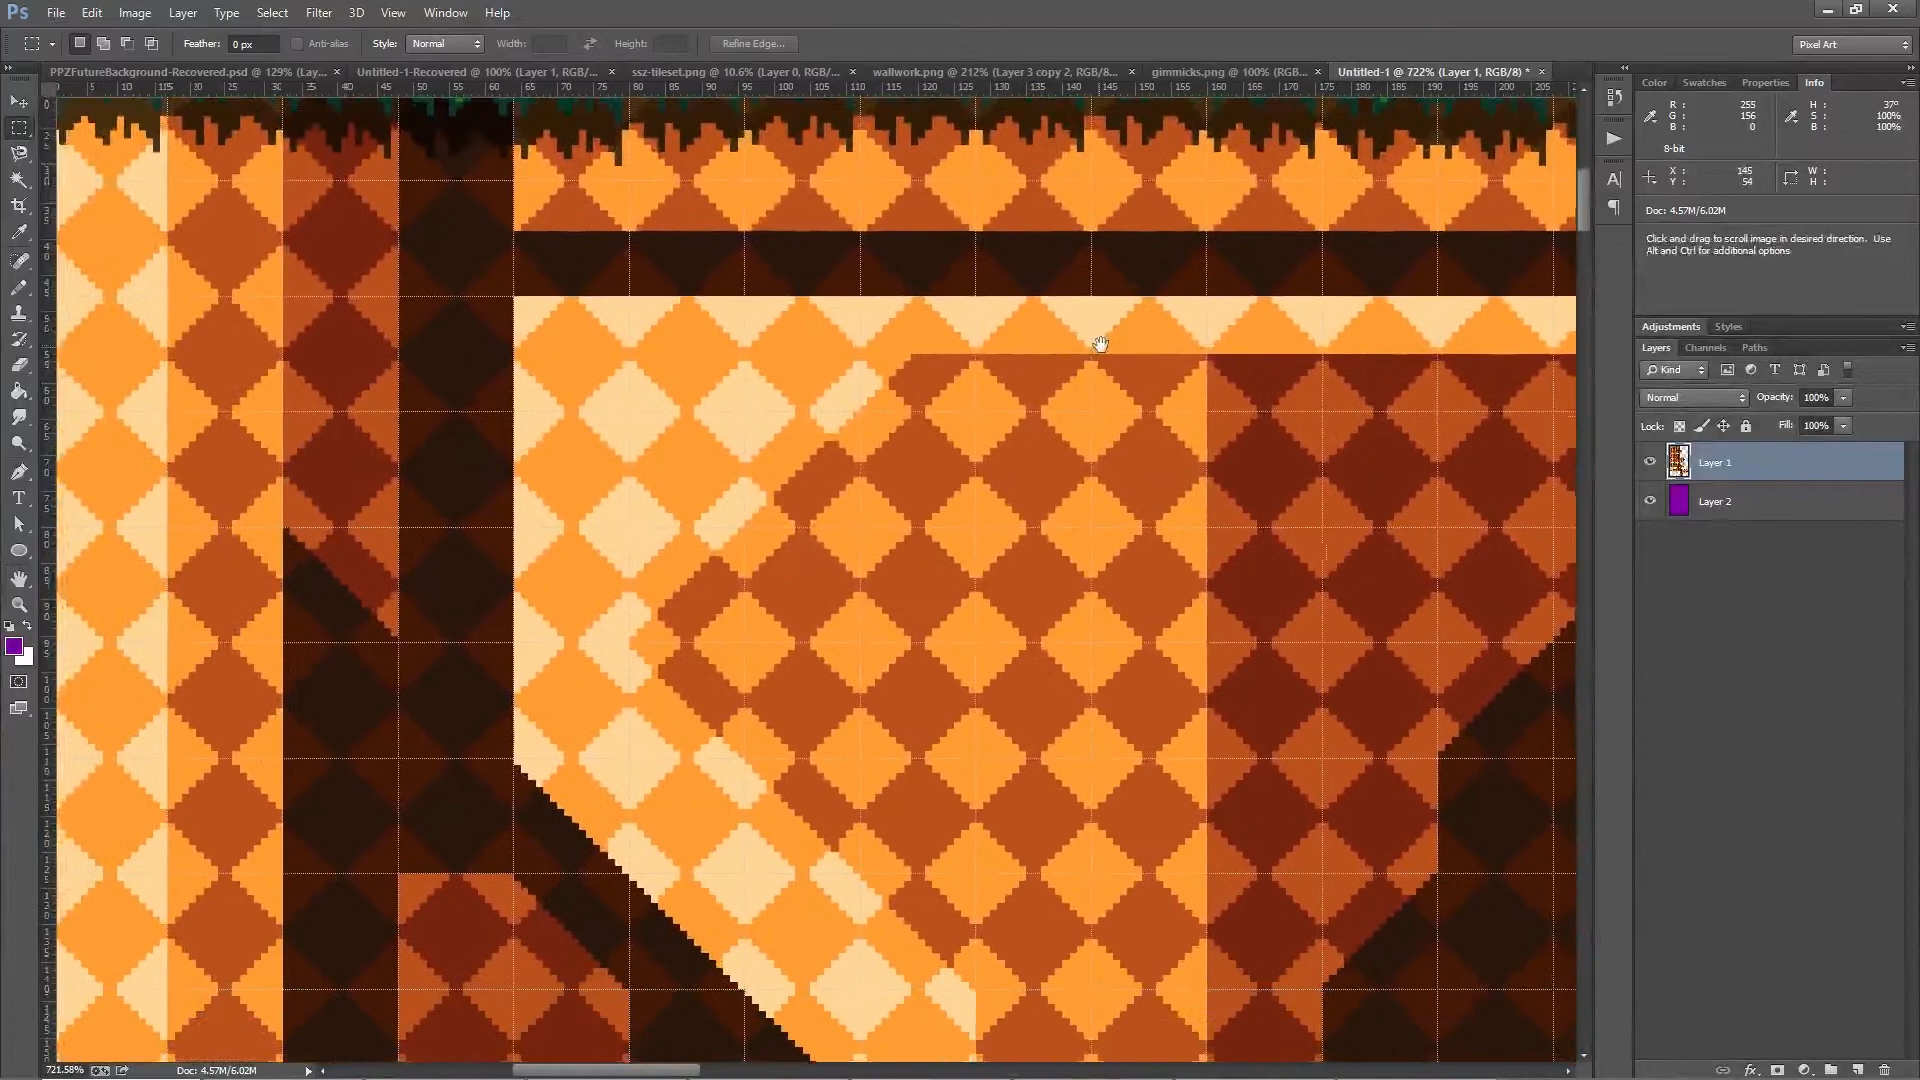 Ps File Edit Image Layer Type Select Filter 3D View Window Help
Feather: 0 px Anti-alias Style: Normal Width: Height: Refine Edge... Pixel Art
PPZFutureBackground-Recovered.psd @ 129% (Lay... × Untitled-1-Recovered @ 100% (Layer 1, RGB/... × ssz-tileset.png @ 10.6% (Layer 0, RGB/... × wallwork.png @ 212% (Layer 3 copy 2, RGB/8... × gimmicks.png @ 100% (RGB... × Untitled-1 @ 722% (Layer 1, RGB/8) * ×
Color Swatches Properties Info
R: 255 H: 37º
G: 156 S: 100%
B: 0 B: 100%
8-bit
X: 145 W:
Y: 54 H:
Doc: 4.57M/6.02M
Click and drag to scroll image in desired direction. Use
Alt and Ctrl for additional options
Adjustments Styles
Layers Channels Paths
Kind
Normal Opacity: 100%
Lock: Fill: 100%
Layer 1
Layer 2
721.58% Doc: 4.57M/6.02M